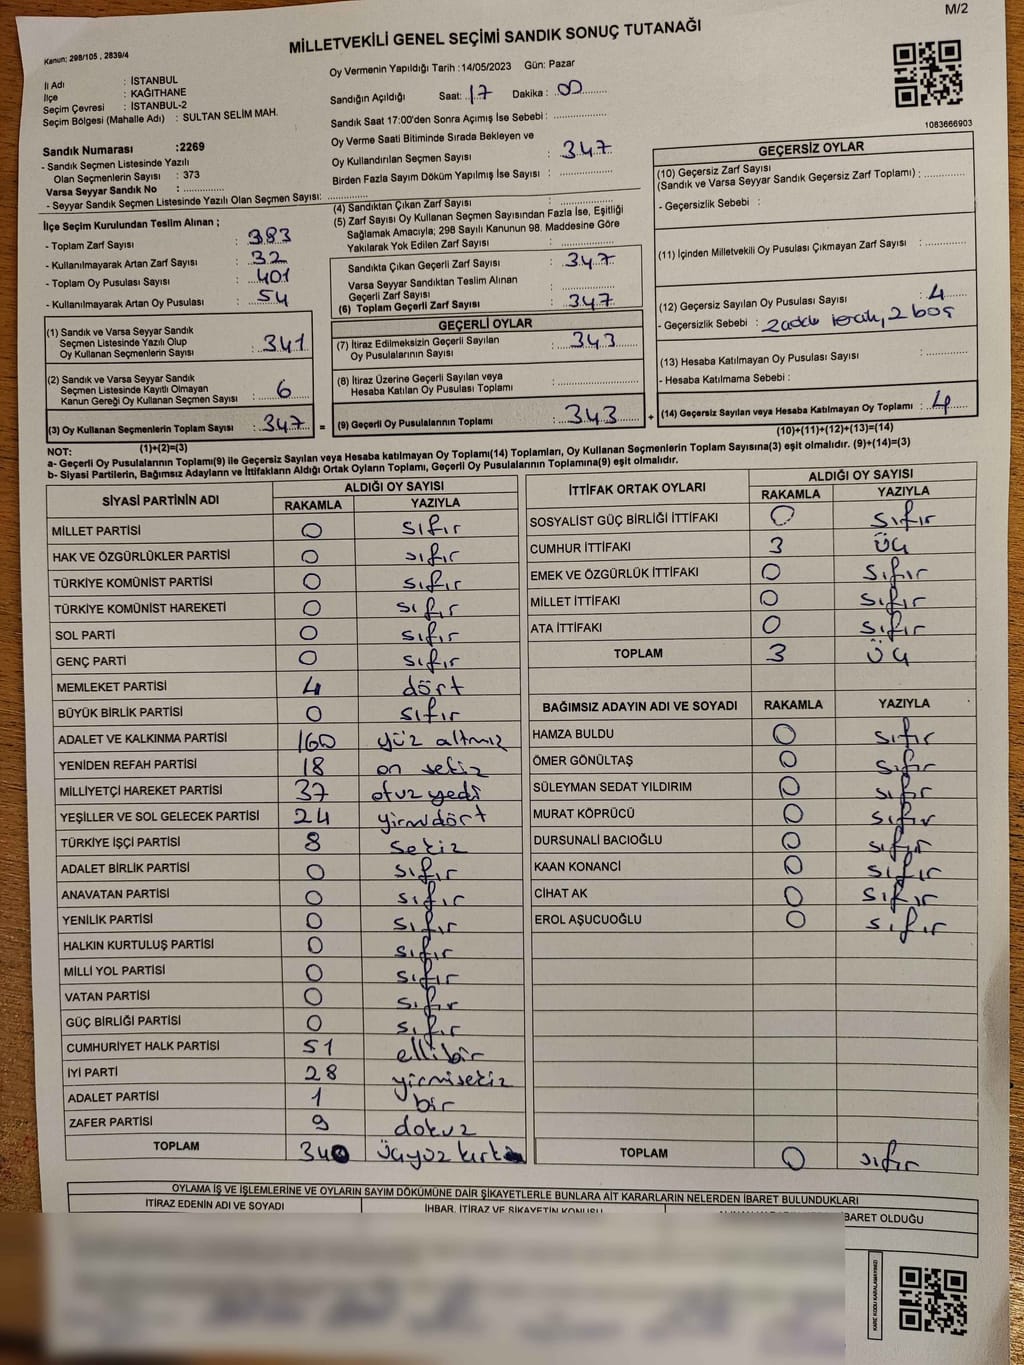 M/2
Kanun: 298/105 , 2839/4
MİLLETVEKİLİ GENEL SEÇİMİ SANDIK SONUÇ TUTANAĞI
İl Adı : İSTANBUL
İlçe : KAĞITHANE
Seçim Çevresi : İSTANBUL-2
Seçim Bölgesi (Mahalle Adı) : SULTAN SELİM MAH.
Oy Vermenin Yapıldığı Tarih :14/05/2023 Gün: Pazar
Sandığın Açıldığı Saat: 17 Dakika : 00
Sandık Saat 17:00'den Sonra Açımış İse Sebebi :
Oy Verme Saati Bitiminde Sırada Bekleyen ve
Oy Kullandırılan Seçmen Sayısı : 347
Birden Fazla Sayım Döküm Yapılmış İse Sayısı :
1083666903
Sandık Numarası :2269
- Sandık Seçmen Listesinde Yazılı
Olan Seçmenlerin Sayısı : 373
Varsa Seyyar Sandık No :
- Seyyar Sandık Seçmen Listesinde Yazılı Olan Seçmen Sayısı:
İlçe Seçim Kurulundan Teslim Alınan ;
- Toplam Zarf Sayısı : 383
- Kullanılmayarak Artan Zarf Sayısı : 32
- Toplam Oy Pusulası Sayısı : 401
- Kullanılmayarak Artan Oy Pusulası : 54
(1) Sandık ve Varsa Seyyar Sandık
Seçmen Listesinde Yazılı Olup
Oy Kullanan Seçmenlerin Sayısı : 341
(2) Sandık ve Varsa Seyyar Sandık
Seçmen Listesinde Kayıtlı Olmayan
Kanun Gereği Oy Kullanan Seçmen Sayısı : 6
(3) Oy Kullanan Seçmenlerin Toplam Sayısı : 347 =
(1)+(2)=(3)
(4) Sandıktan Çıkan Zarf Sayısı :
(5) Zarf Sayısı Oy Kullanan Seçmen Sayısından Fazla İse, Eşitliği
Sağlamak Amacıyla; 298 Sayılı Kanunun 98. Maddesine Göre
Yakılarak Yok Edilen Zarf Sayısı :
Sandıkta Çıkan Geçerli Zarf Sayısı : 347
Varsa Seyyar Sandıktan Teslim Alınan
Geçerli Zarf Sayısı :
(6) Toplam Geçerli Zarf Sayısı : 347
GEÇERLİ OYLAR
(7) İtiraz Edilmeksizin Geçerli Sayılan
Oy Pusulalarının Sayısı : 343
(8) İtiraz Üzerine Geçerli Sayılan veya
Hesaba Katılan Oy Pusulası Toplamı :
(9) Geçerli Oy Pusulalarının Toplamı : 343 +
GEÇERSİZ OYLAR
(10) Geçersiz Zarf Sayısı
(Sandık ve Varsa Seyyar Sandık Geçersiz Zarf Toplamı) :
- Geçersizlik Sebebi :
(11) İçinden Milletvekili Oy Pusulası Çıkmayan Zarf Sayısı :
(12) Geçersiz Sayılan Oy Pusulası Sayısı : 4
- Geçersizlik Sebebi : 2 boş
(13) Hesaba Katılmayan Oy Pusulası Sayısı :
- Hesaba Katılmama Sebebi :
(14) Geçersiz Sayılan veya Hesaba Katılmayan Oy Toplamı : 4
(10)+(11)+(12)+(13)=(14)
NOT:
a- Geçerli Oy Pusulalarının Toplamı(9) ile Geçersiz Sayılan veya Hesaba katılmayan Oy Toplamı(14) Toplamları, Oy Kullanan Seçmenlerin Toplam Sayısına(3) eşit olmalıdır. (9)+(14)=(3)
b- Siyasi Partilerin, Bağımsız Adayların ve İttifakların Aldığı Ortak Oyların Toplamı, Geçerli Oy Pusulalarının Toplamına(9) eşit olmalıdır.
SİYASİ PARTİNİN ADI ALDIĞI OY SAYISI
RAKAMLA YAZIYLA
MİLLET PARTİSİ 0 sıfır
HAK VE ÖZGÜRLÜKLER PARTİSİ 0 sıfır
TÜRKİYE KOMÜNİST PARTİSİ 0 sıfır
TÜRKİYE KOMÜNİST HAREKETİ 0 sıfır
SOL PARTİ 0 sıfır
GENÇ PARTİ 0 sıfır
MEMLEKET PARTİSİ 4 dört
BÜYÜK BİRLİK PARTİSİ 0 sıfır
ADALET VE KALKINMA PARTİSİ 160 yüz altmış
YENİDEN REFAH PARTİSİ 18 on sekiz
MİLLİYETÇİ HAREKET PARTİSİ 37 otuz yedi
YEŞİLLER VE SOL GELECEK PARTİSİ 24 yirmidört
TÜRKİYE İŞÇİ PARTİSİ 8 sekiz
ADALET BİRLİK PARTİSİ 0 sıfır
ANAVATAN PARTİSİ 0 sıfır
YENİLİK PARTİSİ 0 sıfır
HALKIN KURTULUŞ PARTİSİ 0 sıfır
MİLLİ YOL PARTİSİ 0 sıfır
VATAN PARTİSİ 0 sıfır
GÜÇ BİRLİĞİ PARTİSİ 0 sıfır
CUMHURİYET HALK PARTİSİ 51 ellibir
İYİ PARTİ 28 yirmisekiz
ADALET PARTİSİ 1 bir
ZAFER PARTİSİ 9 dokuz
TOPLAM 340 üçyüz kırk
İTTİFAK ORTAK OYLARI ALDIĞI OY SAYISI
RAKAMLA YAZIYLA
SOSYALİST GÜÇ BİRLİĞİ İTTİFAKI 0 sıfır
CUMHUR İTTİFAKI 3 üç
EMEK VE ÖZGÜRLÜK İTTİFAKI 0 sıfır
MİLLET İTTİFAKI 0 sıfır
ATA İTTİFAKI 0 sıfır
TOPLAM 3 üç
BAĞIMSIZ ADAYIN ADI VE SOYADI RAKAMLA YAZIYLA
HAMZA BULDU 0 sıfır
ÖMER GÖNÜLTAŞ 0 sıfır
SÜLEYMAN SEDAT YILDIRIM 0 sıfır
MURAT KÖPRÜCÜ 0 sıfır
DURSUNALİ BACIOĞLU 0 sıfır
KAAN KONANCİ 0 sıfır
CİHAT AK 0 sıfır
EROL AŞUCUOĞLU 0 sıfır
TOPLAM 0 sıfır
OYLAMA İŞ VE İŞLEMLERİNE VE OYLARIN SAYIM DÖKÜMÜNE DAİR ŞİKAYETLERLE BUNLARA AİT KARARLARIN NELERDEN İBARET BULUNDUKLARI
İTİRAZ EDENİN ADI VE SOYADI İHBAR, İTİRAZ VE ŞİKAYETİN KONUSU İBARET OLDUĞU
KARE KODU KARALAMAYINIZ!